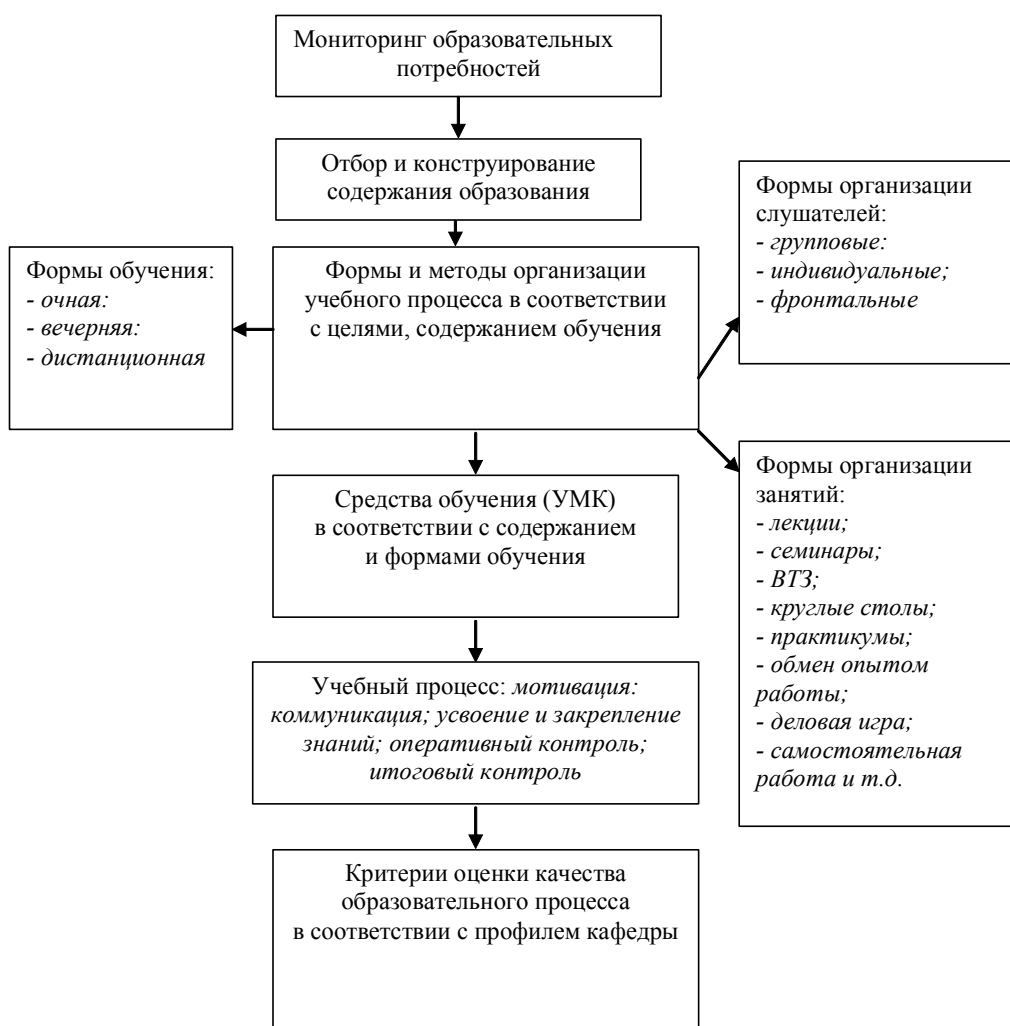 Мониторинг образовательных
потребностей
Отбор и конструирование
содержания образования
Формы организации
слушателей:
- групповые:
- индивидуальные;
- фронтальные
Формы обучения:
- очная:
- вечерняя:
- дистанционная
Формы и методы организации
учебного процесса в соответствии
с целями, содержанием обучения
Формы организации
занятий:
- лекции;
- семинары;
- ВТЗ;
- круглые столы;
- практикумы;
- обмен опытом
работы;
- деловая игра;
- самостоятельная
работа и т.д.
Средства обучения (УМК)
в соответствии с содержанием
и формами обучения
Учебный процесс: мотивация:
коммуникация; усвоение и закрепление
знаний; оперативный контроль;
итоговый контроль
Критерии оценки качества
образовательного процесса
в соответствии с профилем кафедры